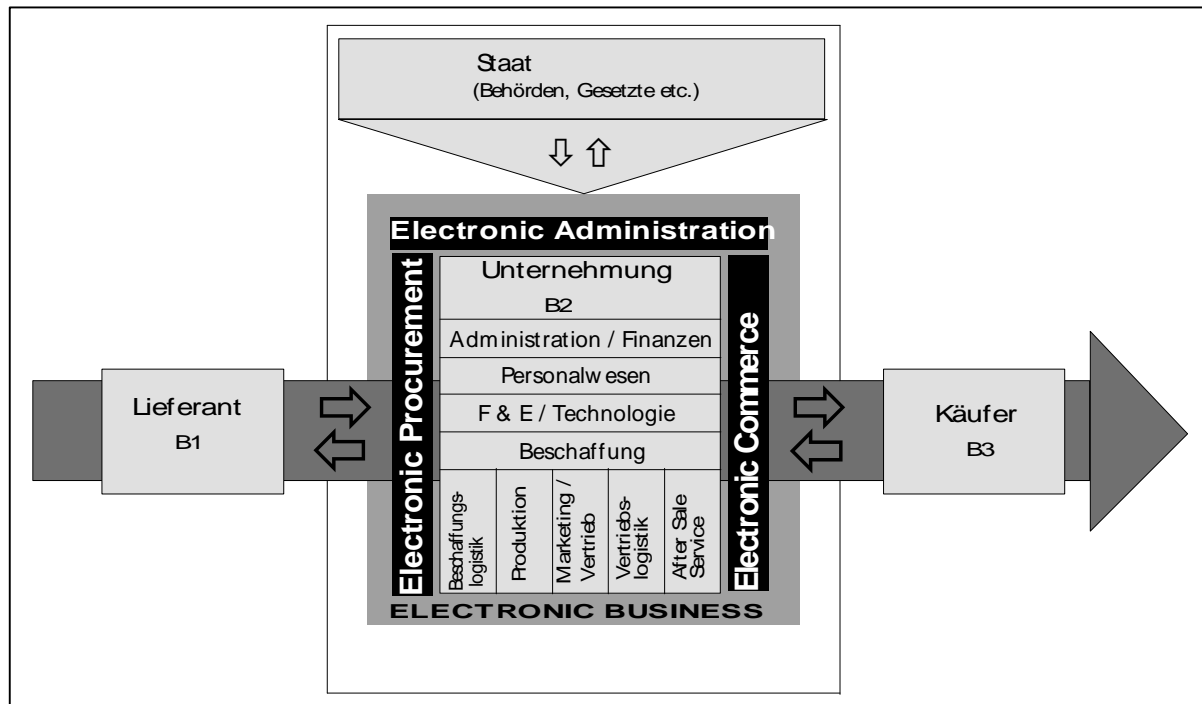 Staat
(Behörden, Gesetzte etc.)
Electronic Administration
Electronic Procurement
Unternehmung
B2
Administration / Finanzen
Personalwesen
F & E / Technologie
Beschaffung
Beschaffungs-
logistik
Produktion
Marketing /
Vertrieb
Vertriebs-
logistik
After Sale
Service
Electronic Commerce
ELECTRONIC BUSINESS
Lieferant
B1
Käufer
B3